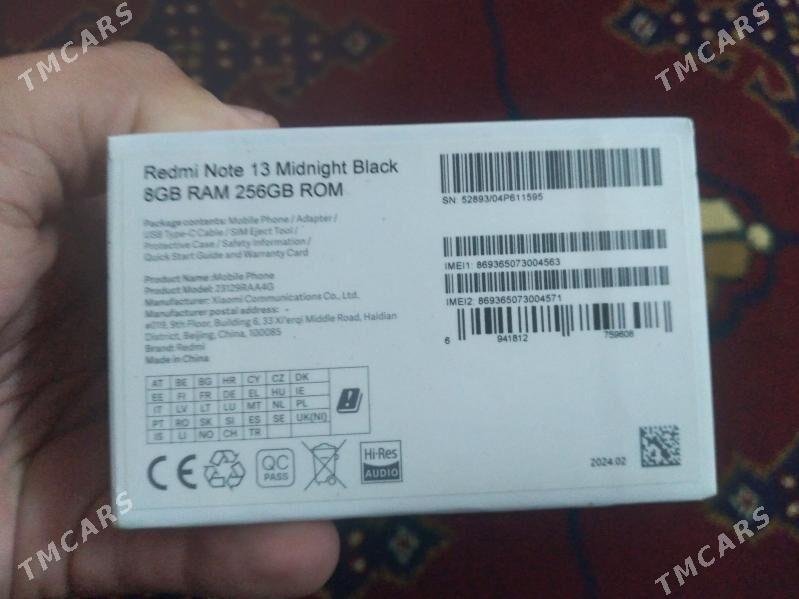 TMCARS
TMCARS
Redmi Note 13 Midnight Black
8GB RAM 256GB ROM
Package contents: Mobile Phone / Adapter /
USB Type-C Cable / SIM Eject Tool /
Protective Case / Safety Information /
Quick Start Guide and Warranty Card
Product Name:Mobile Phone
Product Model: 23129RAA4G
Manufacturer: Xiaomi Communications Co., Ltd.
Manufacturer postal address:
#019, 9th Floor, Building 6, 33 Xi'erqi Middle Road, Haidian
District, Beijing, China, 100085
Brand: Redmi
Made in China
SN: 52893/04P611595
IMEI1: 869365073004563
IMEI2: 869365073004571
6 941812 759608
AT BE BG HR CY CZ DK
EE FI FR DE EL HU IE
IT LV LT LU MT NL PL
PT RO SK SI ES SE UK(NI)
IS LI NO CH TR
CE
QC
PASS
Hi-Res
AUDIO
2024.02
TMCARS
TMCARS